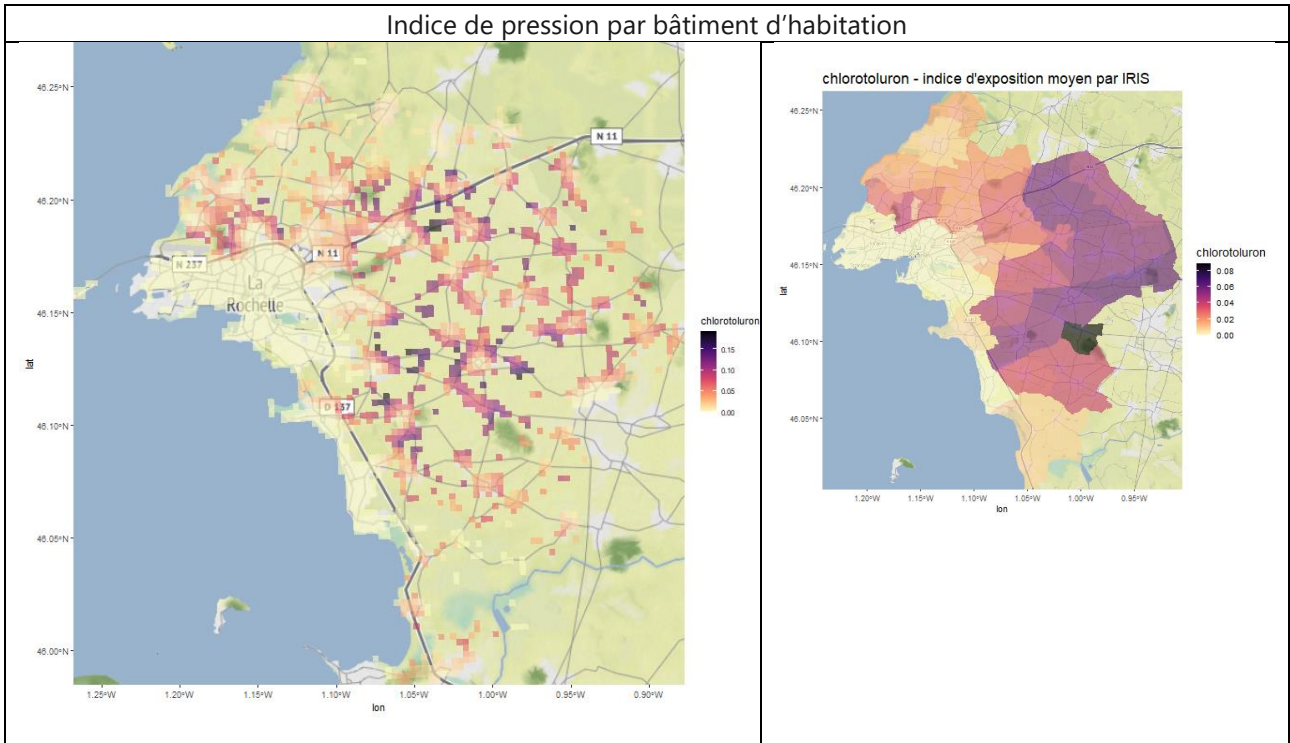 Indice de pression par bâtiment d'habitation
46.25°N
46.20°N
46.15°N
46.10°N
46.05°N
46.00°N
lat
1.25°W
1.20°W
1.15°W
1.10°W
1.05°W
1.00°W
0.95°W
0.90°W
lon
N 11
N 11
N 237
La
Rochelle
D 137
chlorotoluron
0.15
0.10
0.05
0.00
chlorotoluron - indice d'exposition moyen par IRIS
46.25°N
46.20°N
46.15°N
46.10°N
46.05°N
lat
1.20°W
1.15°W
1.10°W
1.05°W
1.00°W
0.95°W
lon
chlorotoluron
0.08
0.06
0.04
0.02
0.00